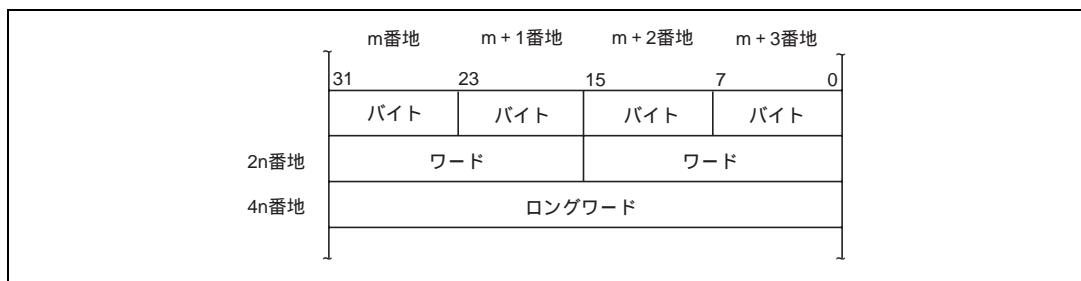 m番地 m + 1番地 m + 2番地 m + 3番地
31 23 15 7 0
バイト バイト バイト バイト
2n番地 ワード ワード
4n番地 ロングワード